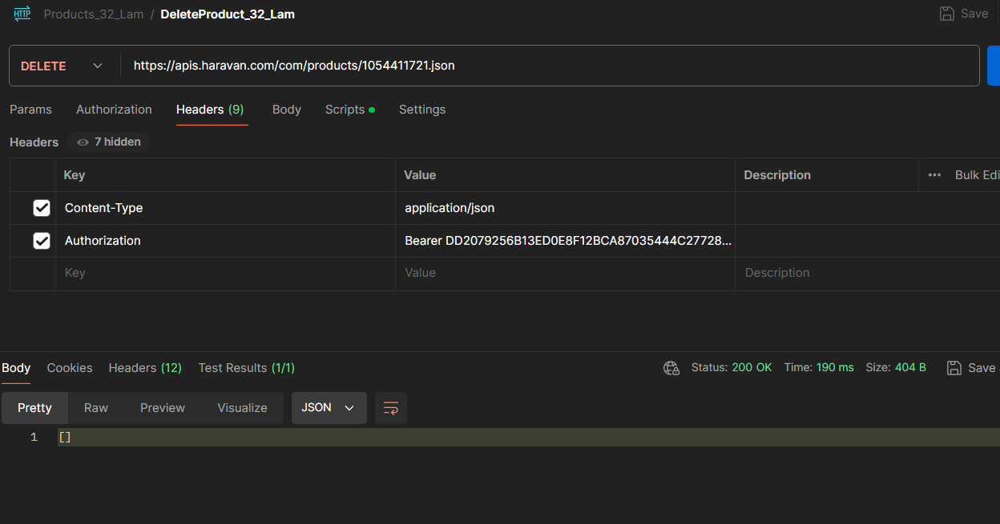 HTTP Products_32_Lam / DeleteProduct_32_Lam Save
DELETE https://apis.haravan.com/com/products/1054411721.json
Params Authorization Headers (9) Body Scripts Settings
Headers 7 hidden
Key Value Description ••• Bulk Edi
Content-Type application/json
Authorization Bearer DD2079256B13ED0E8F12BCA87035444C27728...
Key Value Description
Body Cookies Headers (12) Test Results (1/1) Status: 200 OK Time: 190 ms Size: 404 B Save
Pretty Raw Preview Visualize JSON
1 []